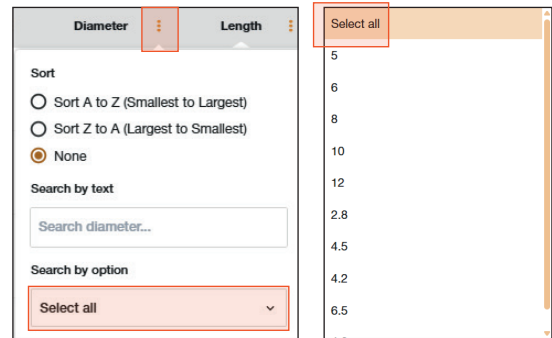 Diameter Length
Sort
Sort A to Z (Smallest to Largest)
Sort Z to A (Largest to Smallest)
None
Search by text
Search diameter...
Search by option
Select all
Select all
5
6
8
10
12
2.8
4.5
4.2
6.5